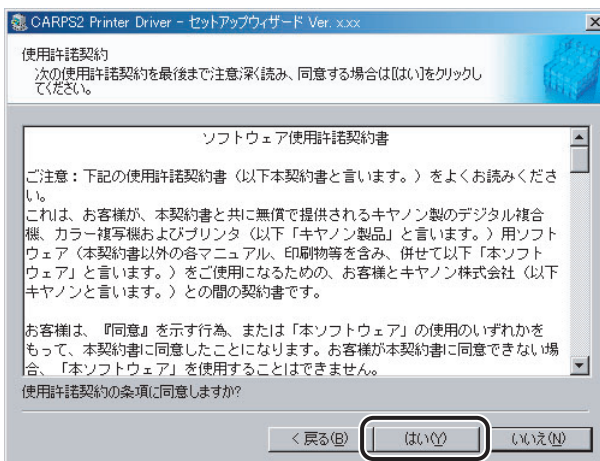 CARPS2 Printer Driver - セットアップウィザード Ver. x.xx
使用許諾契約
次の使用許諾契約を最後まで注意深く読み、同意する場合は[はい]をクリックし
てください。
ソフトウェア使用許諾契約書
ご注意：下記の使用許諾契約書（以下本契約書と言います。）をよくお読みくださ
い。
これは、お客様が、本契約書と共に無償で提供されるキヤノン製のデジタル複合
機、カラー複写機およびプリンタ（以下「キヤノン製品」と言います。）用ソフト
ウェア（本契約書以外の各マニュアル、印刷物等を含み、併せて以下「本ソフト
ウェア」と言います。）をご使用になるための、お客様とキヤノン株式会社（以下
キヤノンと言います。）との間の契約書です。
お客様は、『同意』を示す行為、または「本ソフトウェア」の使用のいずれかを
もって、本契約書に同意したことになります。お客様が本契約書に同意できない場
合、「本ソフトウェア」を使用することはできません。
使用許諾契約の条項に同意しますか?
< 戻る(B) はい(Y) いいえ(N)